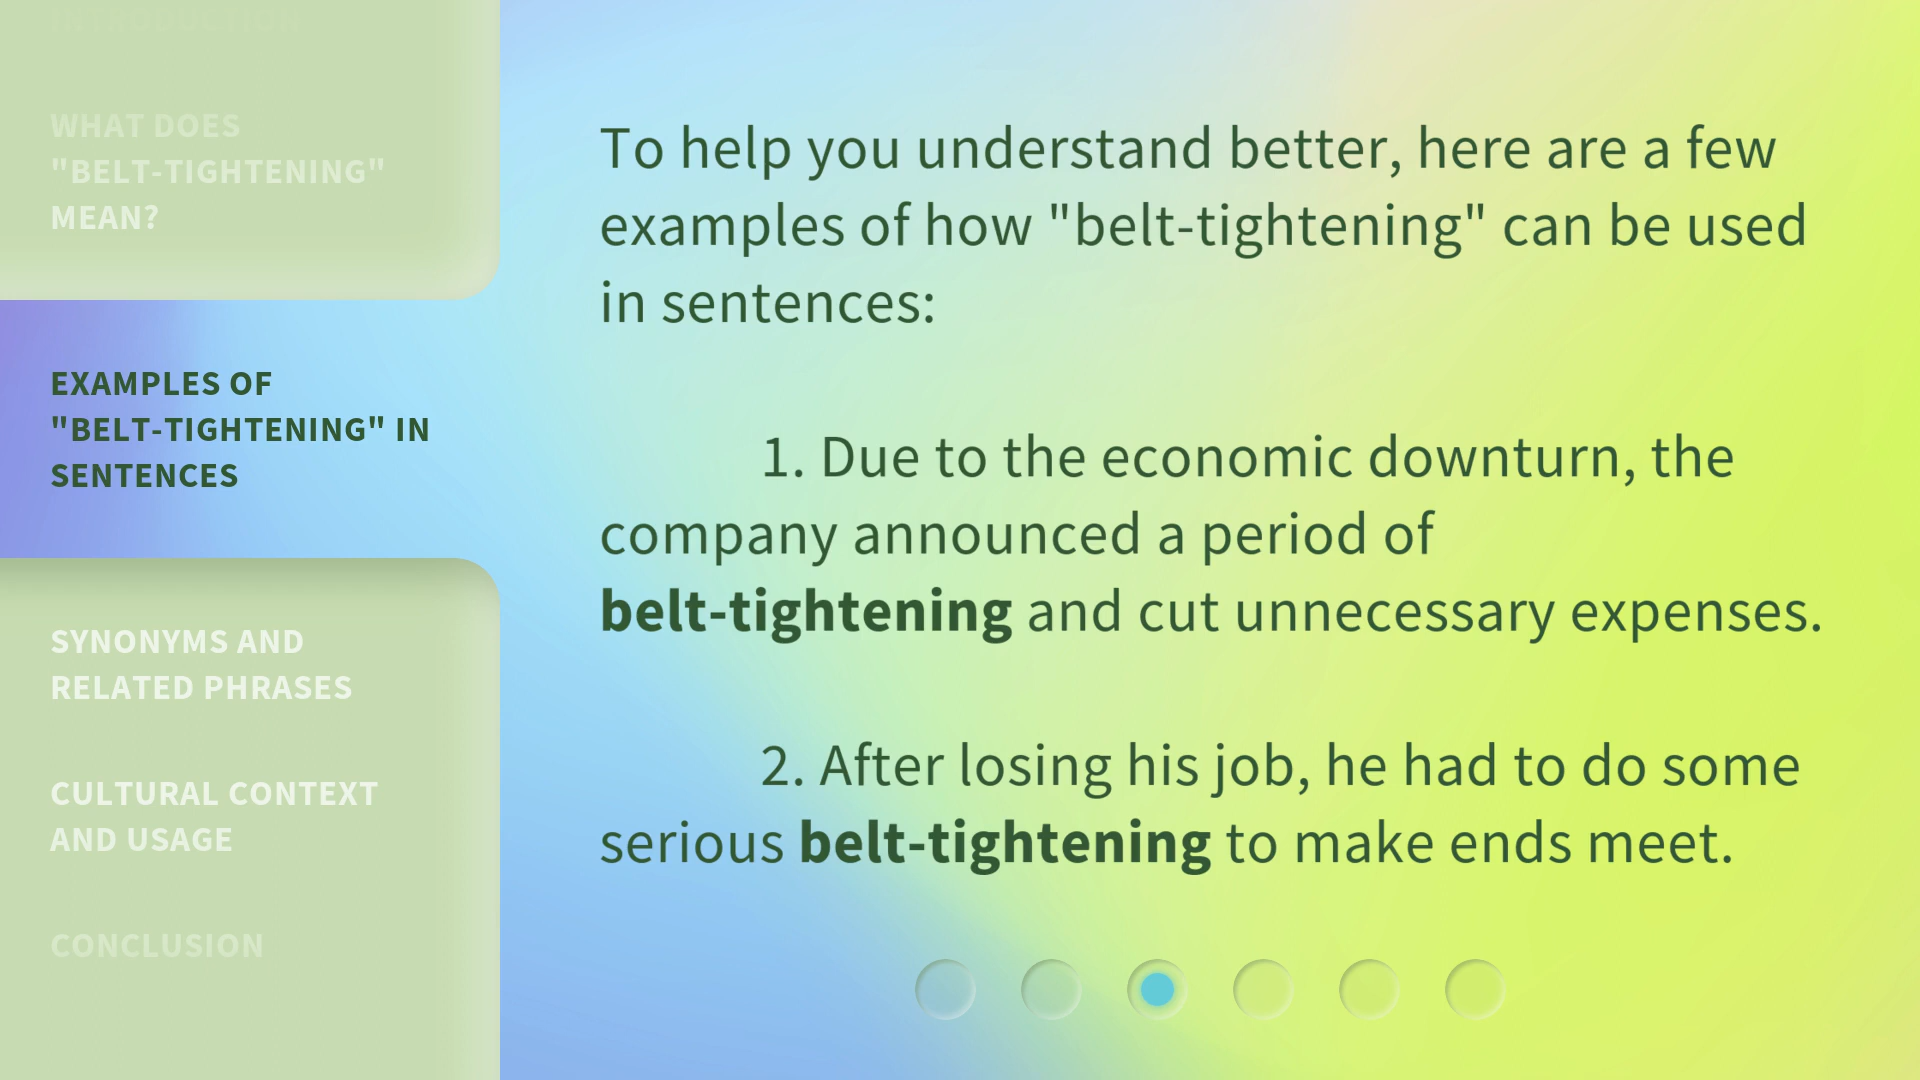 INTRODUCTION
WHAT DOES
"BELT-TIGHTENING"
MEAN?
EXAMPLES OF
"BELT-TIGHTENING" IN
SENTENCES
SYNONYMS AND
RELATED PHRASES
CULTURAL CONTEXT
AND USAGE
CONCLUSION
To help you understand better, here are a few
examples of how "belt-tightening" can be used
in sentences:
1. Due to the economic downturn, the
company announced a period of
belt-tightening and cut unnecessary expenses.
2. After losing his job, he had to do some
serious belt-tightening to make ends meet.